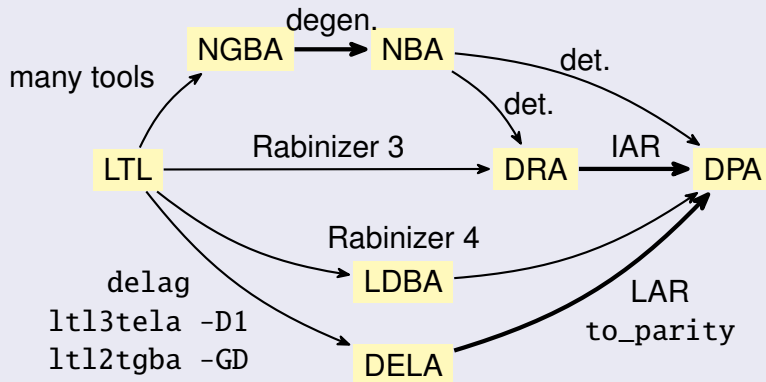 degen.
NGBA
NBA
many tools
det.
det.
Rabinizer 3
IAR
LTL
DRA
DPA
Rabinizer 4
delag
LDBA
LAR
ltl3tela -D1
to_parity
ltl2tgba -GD
DELA